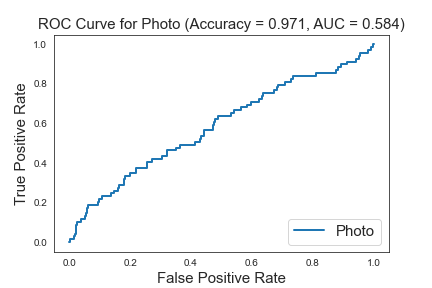 ROC Curve for Photo (Accuracy = 0.971, AUC = 0.584)
1.0
0.8
0.6
0.4
0.2
0.0
True Positive Rate
Photo
0.0 0.2 0.4 0.6 0.8 1.0
False Positive Rate